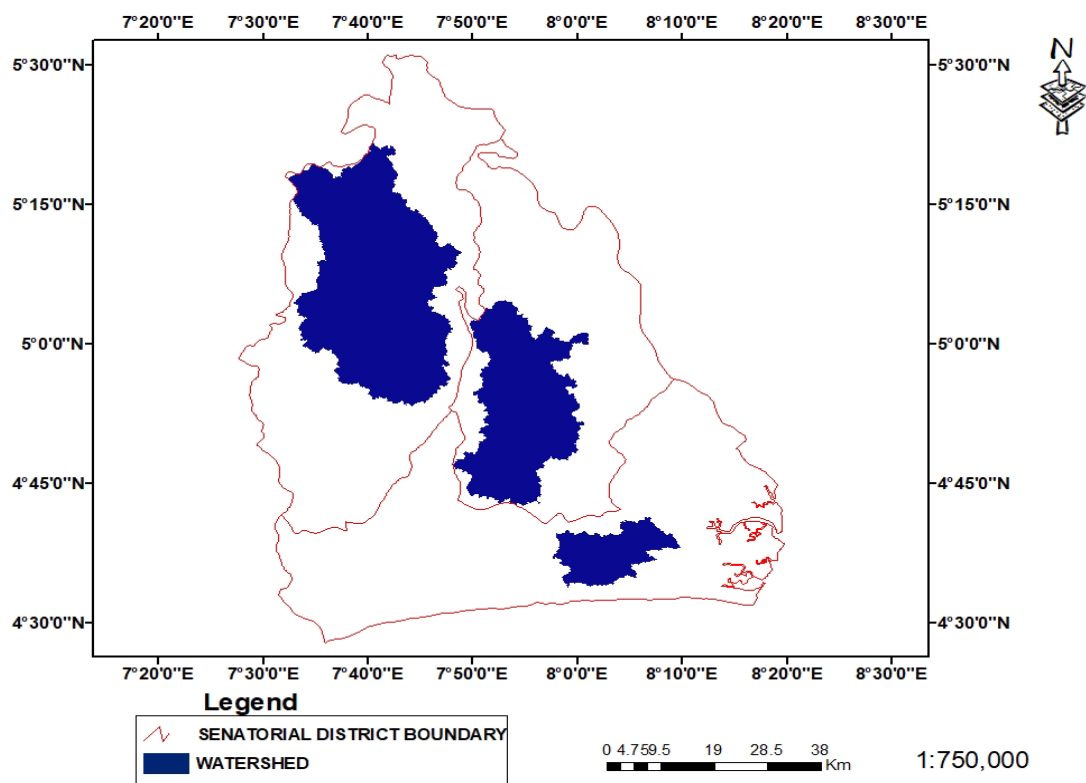 7°20'0"E 7°30'0"E 7°40'0"E 7°50'0"E 8°0'0"E 8°10'0"E 8°20'0"E 8°30'0"E
N
5°30'0"N 5°30'0"N
5°15'0"N 5°15'0"N
5°0'0"N 5°0'0"N
4°45'0"N 4°45'0"N
4°30'0"N 4°30'0"N
7°20'0"E 7°30'0"E 7°40'0"E 7°50'0"E 8°0'0"E 8°10'0"E 8°20'0"E 8°30'0"E
Legend
SENATORIAL DISTRICT BOUNDARY
WATERSHED
0 4.759.5 19 28.5 38
Km
1:750,000